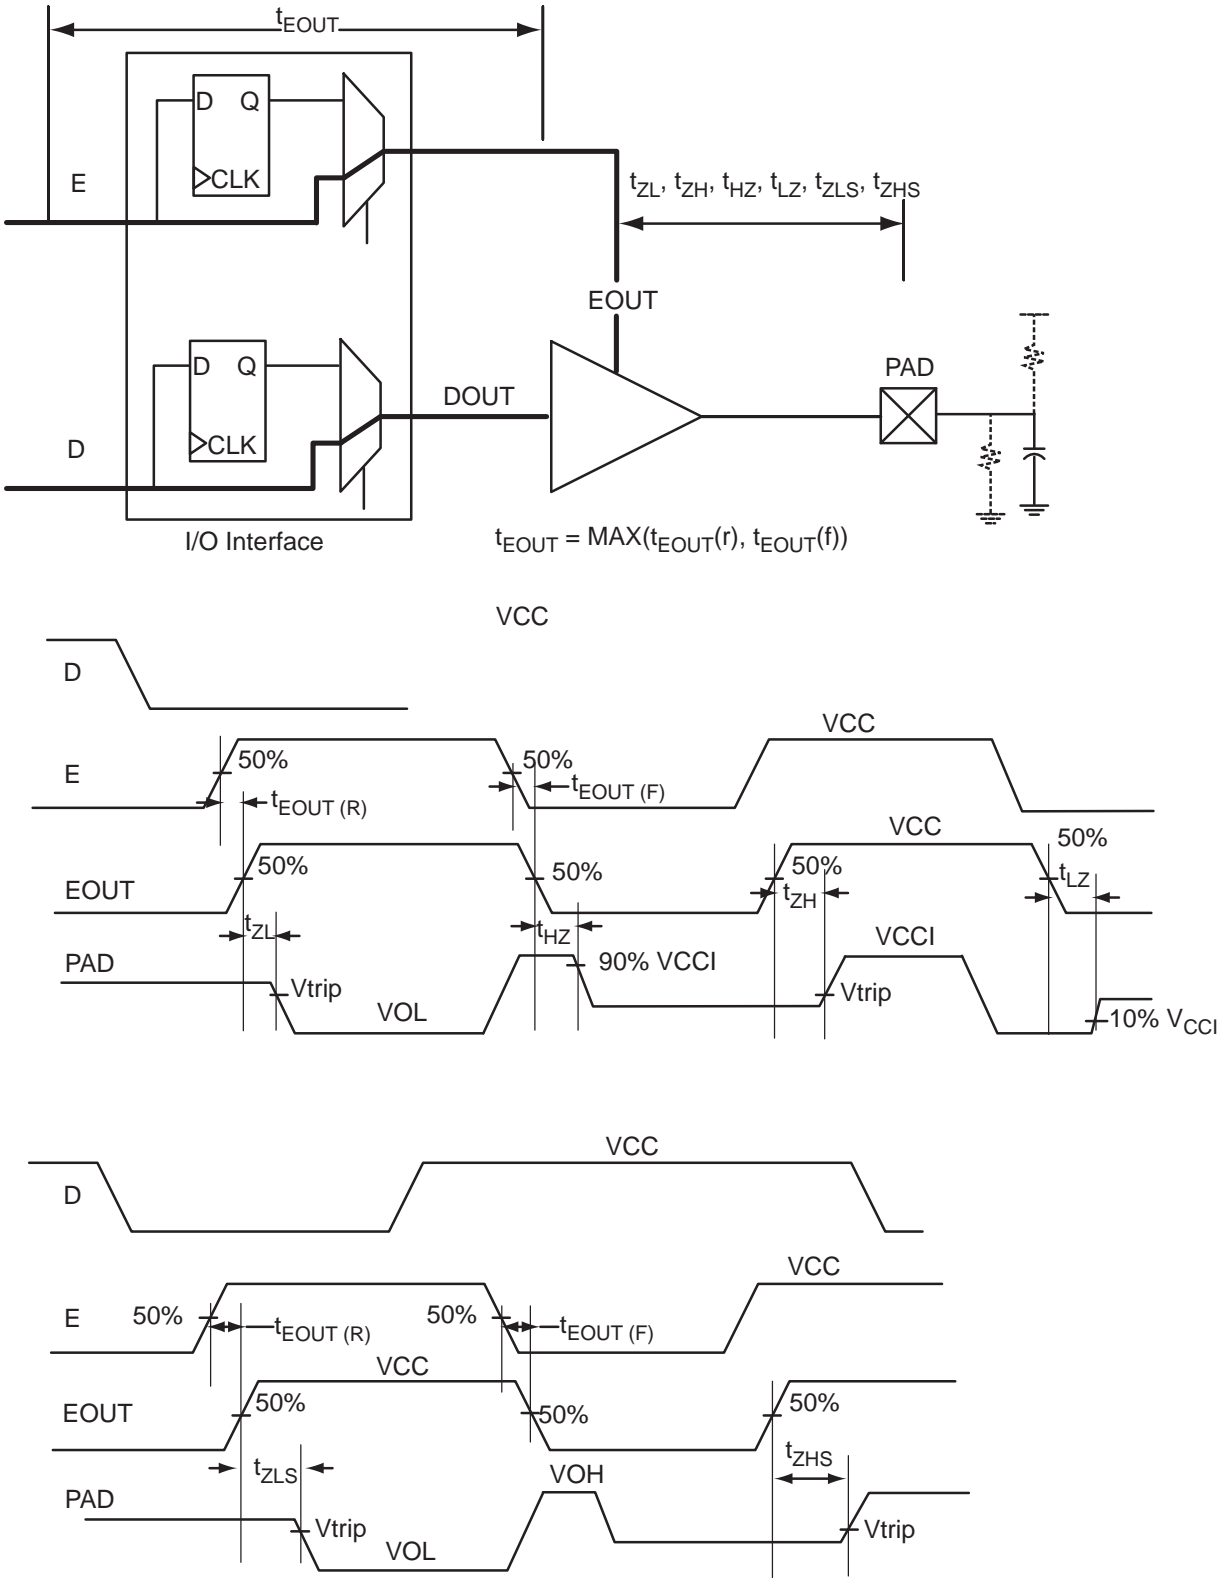 tEOUT
D Q
CLK
E
tZL, tZH, tHZ, tLZ, tZLS, tZHS
EOUT
D Q
CLK
D
DOUT
PAD
I/O Interface
tEOUT = MAX(tEOUT(r), tEOUT(f))
VCC
D
VCC
E
50%
50%
tEOUT (R)
tEOUT (F)
VCC
50%
EOUT
50%
50%
50%
tLZ
tZH
tZL
tHZ
PAD
VCCI
90% VCCI
Vtrip
Vtrip
VOL
10% VCCI
VCC
D
VCC
E
50%
50%
tEOUT (R)
tEOUT (F)
VCC
EOUT
50%
50%
50%
tZLS
tZHS
PAD
VOH
Vtrip
Vtrip
VOL